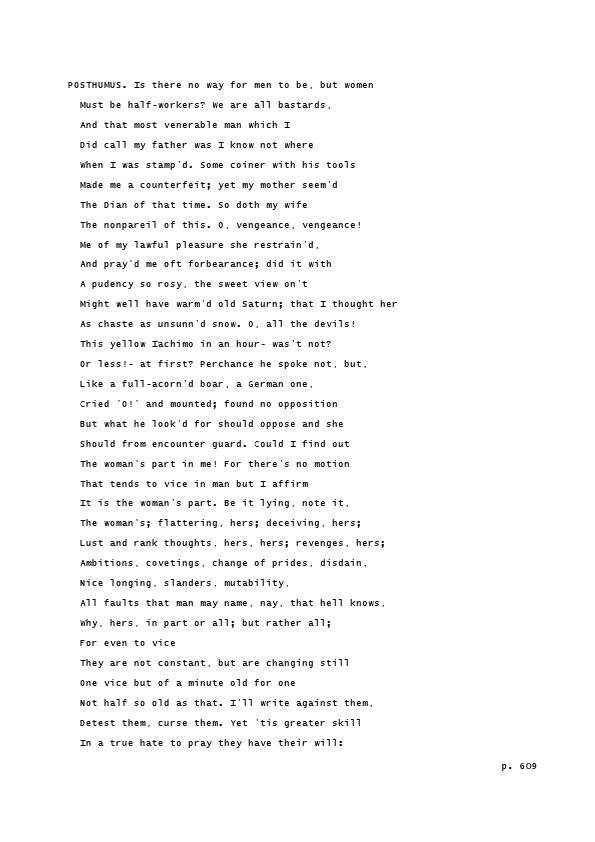 POSTHUMUS. Is there no way for men to be, but women
Must be half-workers? We are all bastards,
And that most venerable man which I
Did call my father was I know not where
When I was stamp'd. Some coiner with his tools
Made me a counterfeit; yet my mother seem'd
The Dian of that time. So doth my wife
The nonpareil of this. O, vengeance, vengeance!
Me of my lawful pleasure she restrain'd,
And pray'd me oft forbearance; did it with
A pudency so rosy, the sweet view on't
Might well have warm'd old Saturn; that I thought her
As chaste as unsunn'd snow. O, all the devils!
This yellow Iachimo in an hour- was't not?
Or less!- at first? Perchance he spoke not, but,
Like a full-acorn'd boar, a German one,
Cried 'O!' and mounted; found no opposition
But what he look'd for should oppose and she
Should from encounter guard. Could I find out
The woman's part in me! For there's no motion
That tends to vice in man but I affirm
It is the woman's part. Be it lying, note it,
The woman's; flattering, hers; deceiving, hers;
Lust and rank thoughts, hers, hers; revenges, hers;
Ambitions, covetings, change of prides, disdain,
Nice longing, slanders, mutability,
All faults that man may name, nay, that hell knows,
Why, hers, in part or all; but rather all;
For even to vice
They are not constant, but are changing still
One vice but of a minute old for one
Not half so old as that. I'll write against them,
Detest them, curse them. Yet 'tis greater skill
In a true hate to pray they have their will:
p. 609